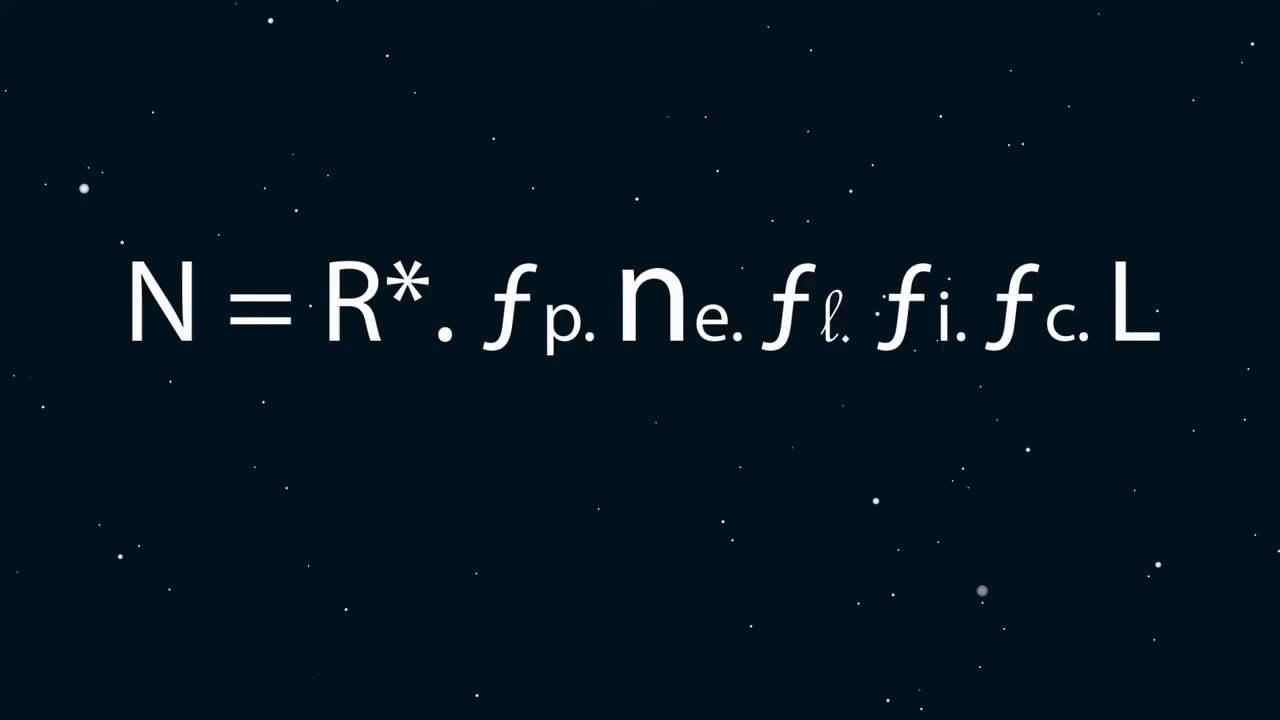 N = R*. ƒp. ne. ƒℓ. ƒi. ƒc. L